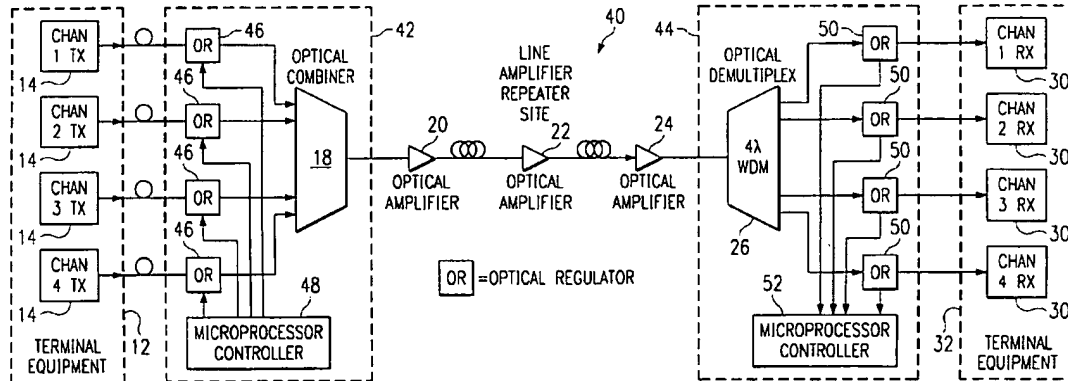 CHAN
1 TX
14
CHAN
2 TX
14
CHAN
3 TX
14
CHAN
4 TX
14
TERMINAL
EQUIPMENT
12
OR
46
OR
46
OR
46
OR
46
42
OPTICAL
COMBINER
18
48
MICROPROCESSOR
CONTROLLER
40
LINE
AMPLIFIER
REPEATER
SITE
20
OPTICAL
AMPLIFIER
22
OPTICAL
AMPLIFIER
24
OPTICAL
AMPLIFIER
OR =OPTICAL REGULATOR
44
OPTICAL
DEMULTIPLEX
4λ
WDM
26
50
OR
50
OR
50
OR
50
OR
52
MICROPROCESSOR
CONTROLLER
CHAN
1 RX
30
CHAN
2 RX
30
CHAN
3 RX
30
CHAN
4 RX
30
32
TERMINAL
EQUIPMENT